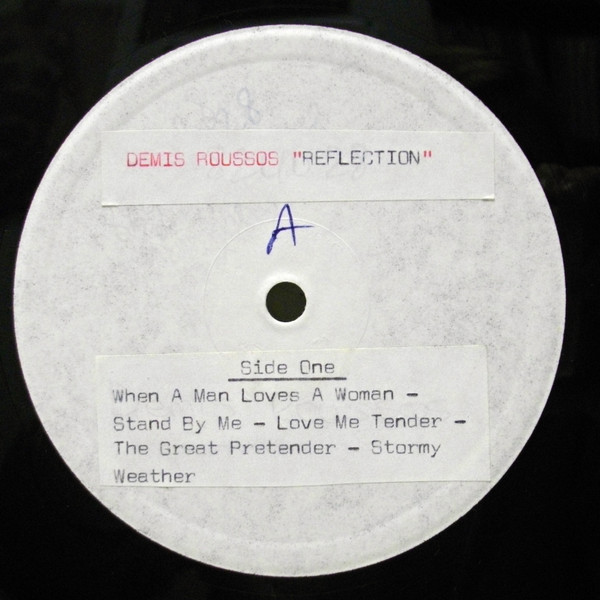 DEMIS ROUSSOS "REFLECTION"
A
Side One
When A Man Loves A Woman –
Stand By Me – Love Me Tender –
The Great Pretender – Stormy
Weather